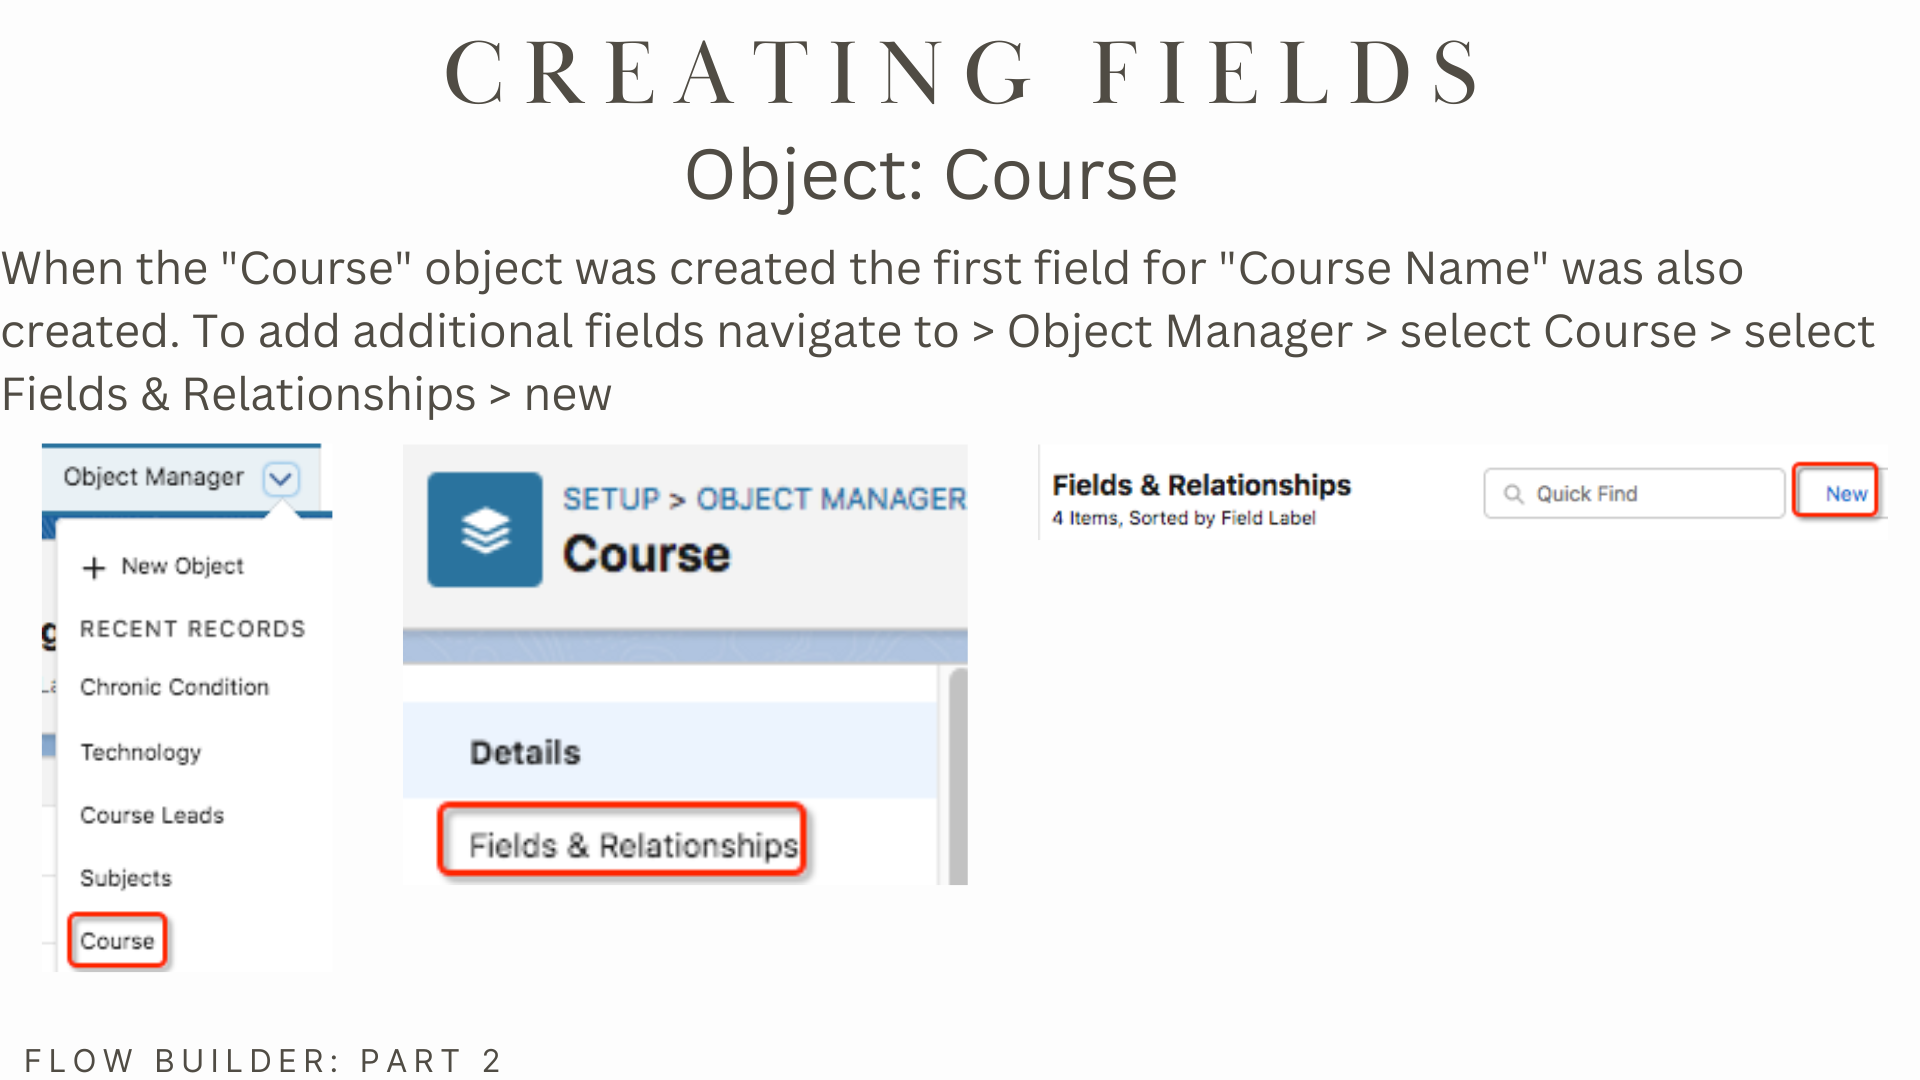 CREATING FIELDS
Object: Course
When the "Course" object was created the first field for "Course Name" was also
created. To add additional fields navigate to > Object Manager > select Course > select
Fields & Relationships > new
Object Manager
New Object
RECENT RECORDS
Chronic Condition
Technology
Course Leads
Subjects
Course
SETUP > OBJECT MANAGER
Course
Details
Fields & Relationships
Fields & Relationships
4 Items, Sorted by Field Label
Quick Find
New
FLOW BUILDER: PART 2